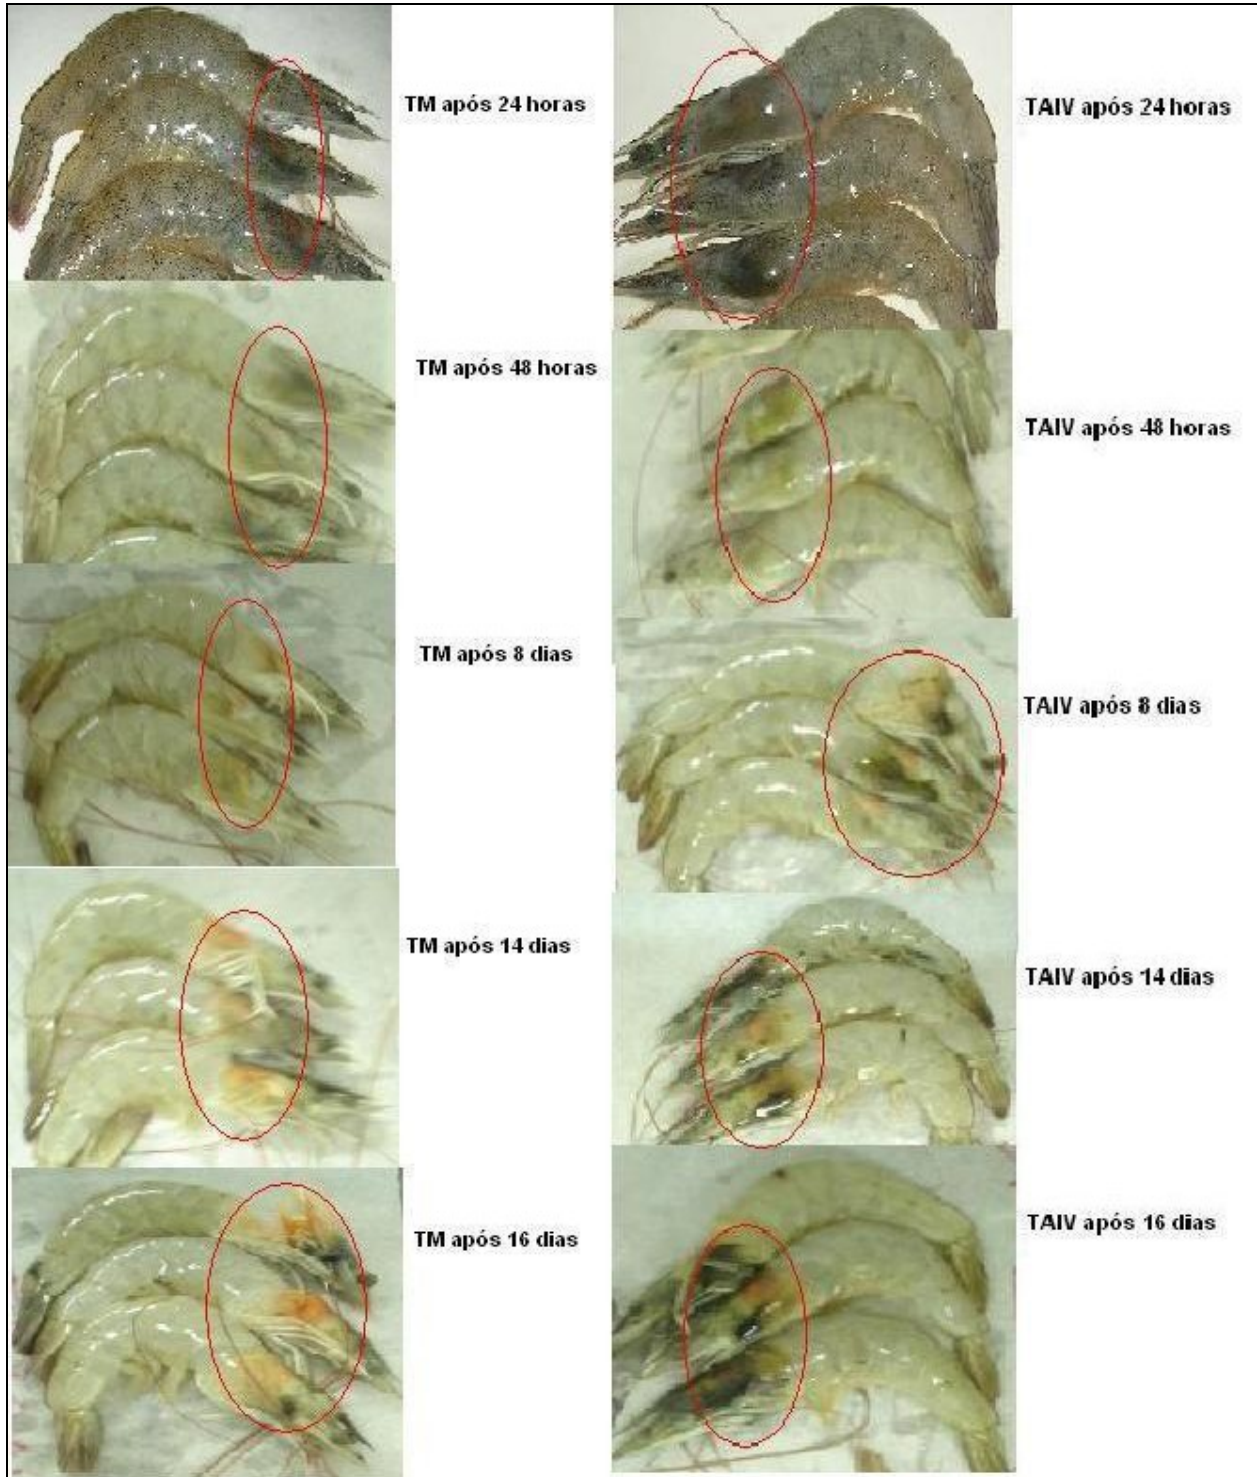 TM após 24 horas
TAIV após 24 horas
TM após 48 horas
TAIV após 48 horas
TM após 8 dias
TAIV após 8 dias
TM após 14 dias
TAIV após 14 dias
TM após 16 dias
TAIV após 16 dias